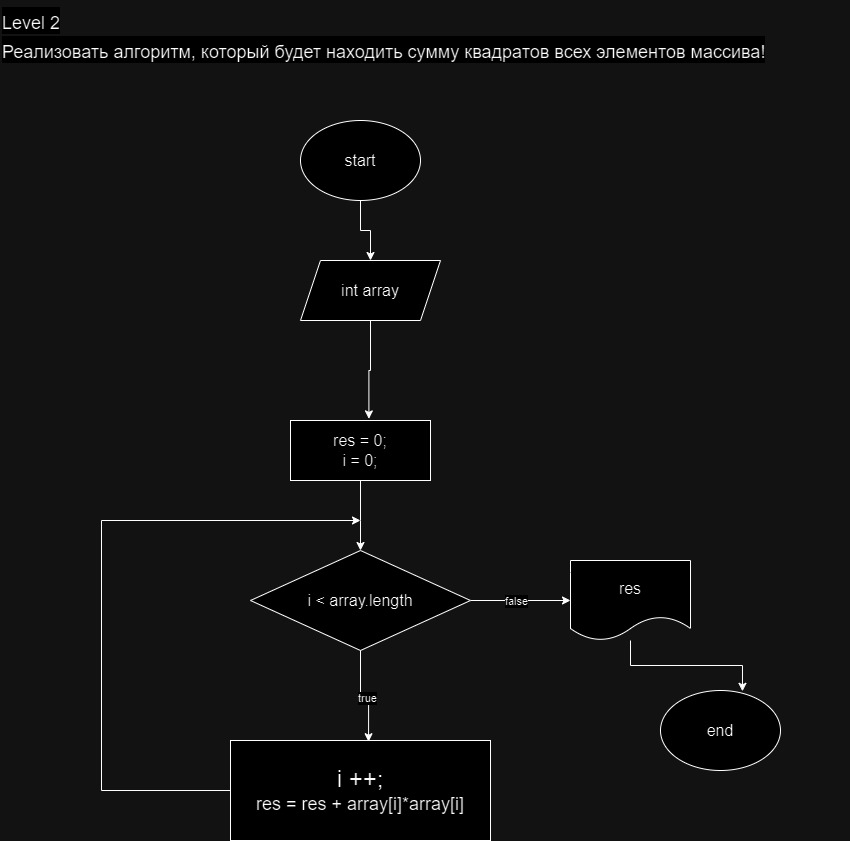 Level 2
Реализовать алгоритм, который будет находить сумму квадратов всех элементов массива!
start
int array
res = 0;
i = 0;
i < array.length
false
res
true
end
i ++;
res = res + array[i]*array[i]